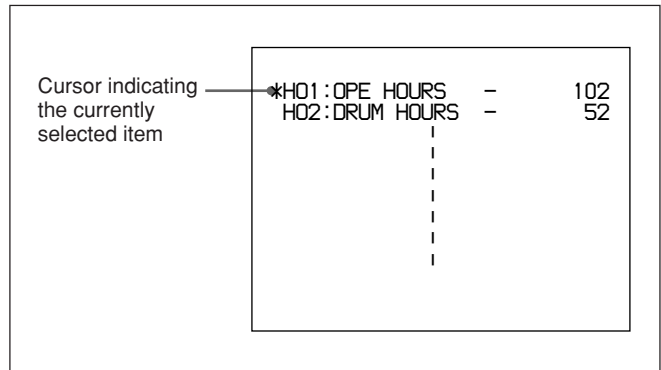 Cursor indicating
the currently
selected item
*H01:OPE HOURS - 102
H02:DRUM HOURS - 52